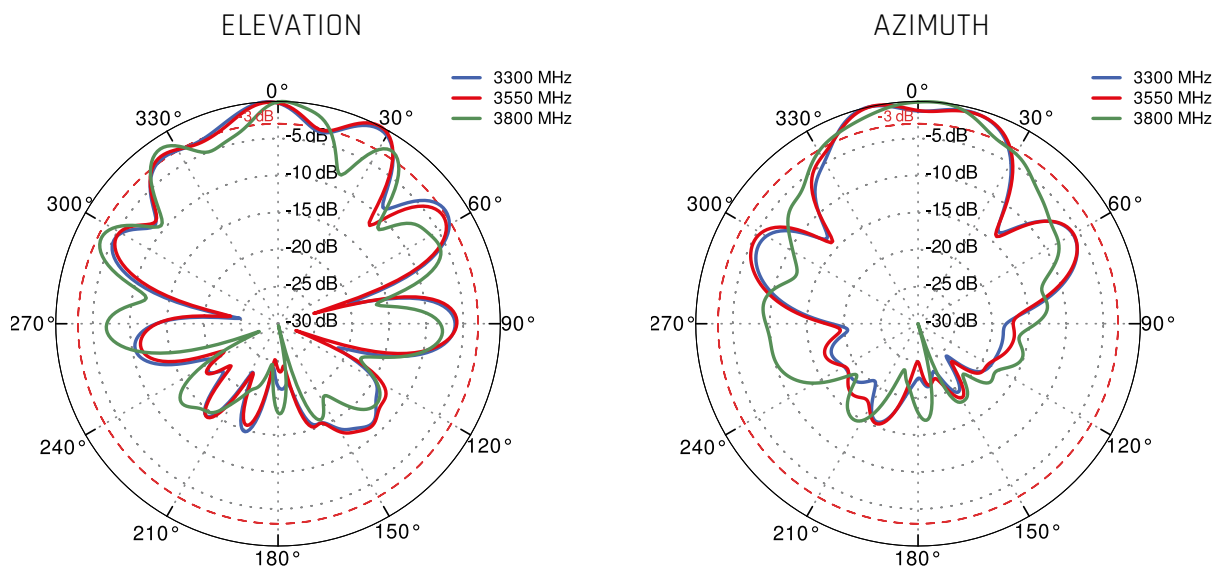 ELEVATION
3300 MHz
3550 MHz
3800 MHz
0°
30°
60°
90°
120°
150°
180°
210°
240°
270°
300°
330°
-3 dB
-5 dB
-10 dB
-15 dB
-20 dB
-25 dB
-30 dB
AZIMUTH
3300 MHz
3550 MHz
3800 MHz
0°
30°
60°
90°
120°
150°
180°
210°
240°
270°
300°
330°
-3 dB
-5 dB
-10 dB
-15 dB
-20 dB
-25 dB
-30 dB